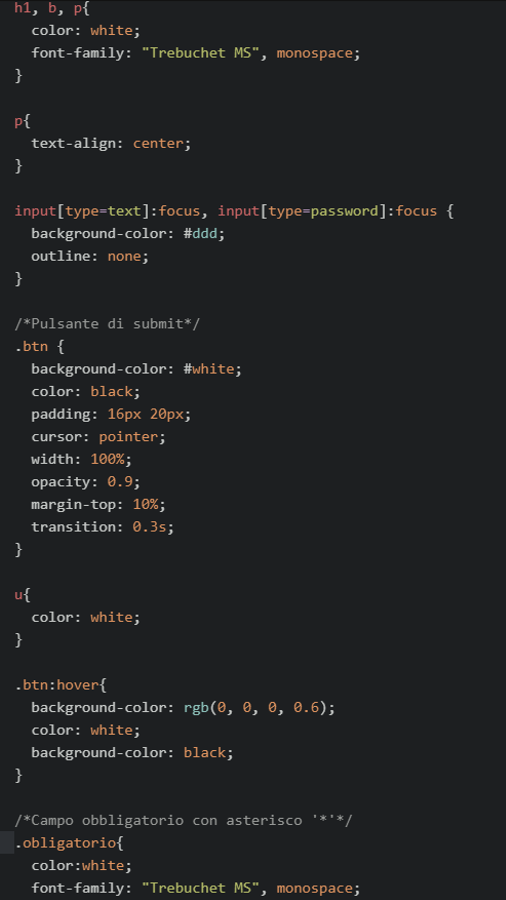 h1, b, p{
color: white;
font-family: "Trebuchet MS", monospace;
}
p{
text-align: center;
}
input[type=text]:focus, input[type=password]:focus {
background-color: #ddd;
outline: none;
}
/*Pulsante di submit*/
.btn {
background-color: #white;
color: black;
padding: 16px 20px;
cursor: pointer;
width: 100%;
opacity: 0.9;
margin-top: 10%;
transition: 0.3s;
}
u{
color: white;
}
.btn:hover{
background-color: rgb(0, 0, 0, 0.6);
color: white;
background-color: black;
}
/*Campo obbligatorio con asterisco '*'*/
.obligatorio{
color:white;
font-family: "Trebuchet MS", monospace;